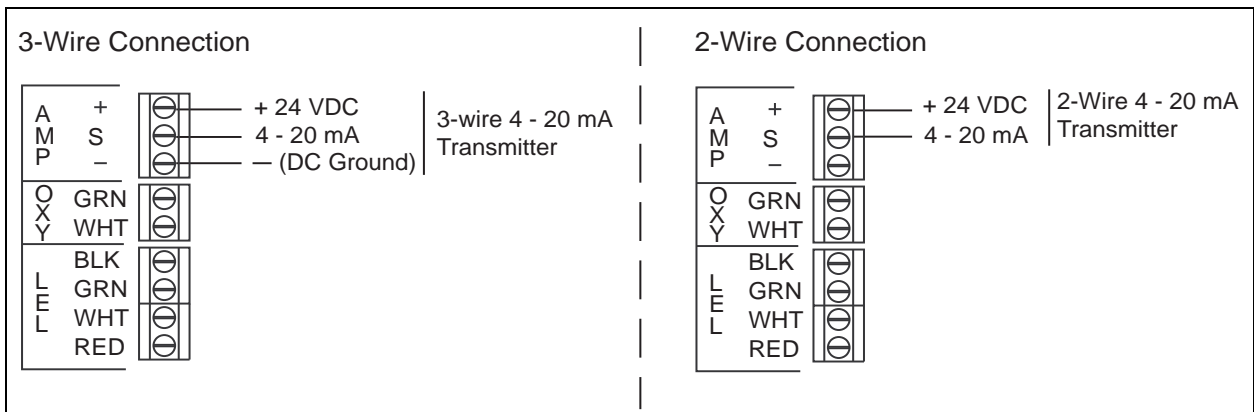 3-Wire Connection
A
M
P
+ + 24 VDC
S 4 - 20 mA
– — (DC Ground)
3-wire 4 - 20 mA
Transmitter
O
X
Y
GRN
WHT
L
E
L
BLK
GRN
WHT
RED
2-Wire Connection
A
M
P
+ + 24 VDC
S 4 - 20 mA
–
2-Wire 4 - 20 mA
Transmitter
O
X
Y
GRN
WHT
L
E
L
BLK
GRN
WHT
RED